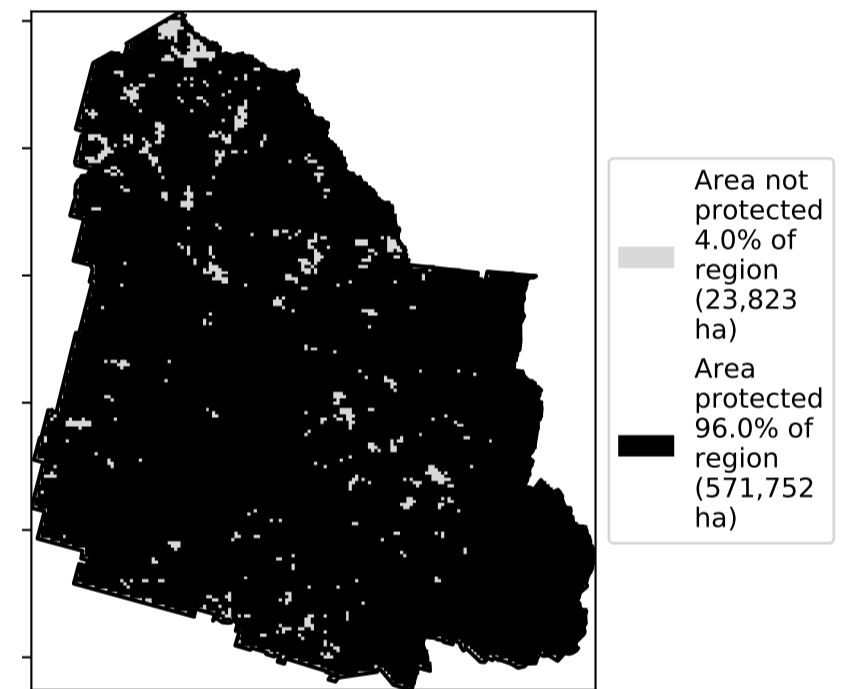 Area not
protected
4.0% of
region
(23,823
ha)
Area
protected
96.0% of
region
(571,752
ha)